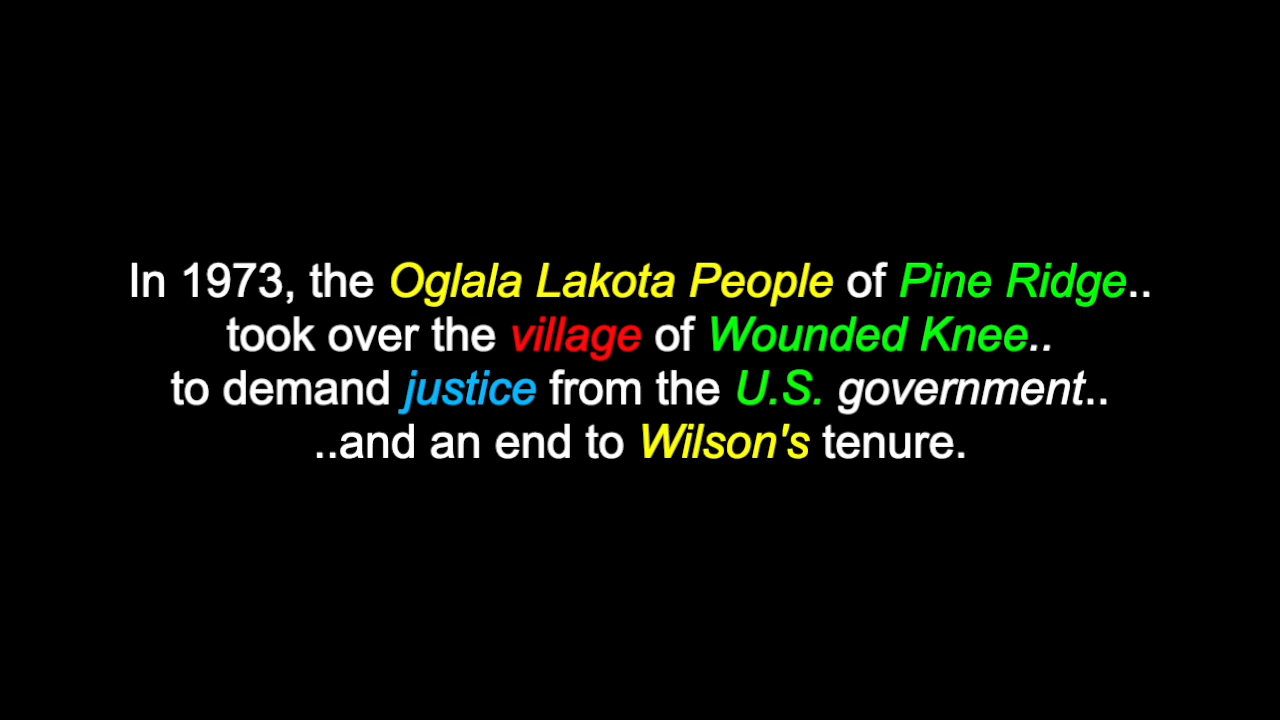 In 1973, the Oglala Lakota People of Pine Ridge..
took over the village of Wounded Knee..
to demand justice from the U.S. government..
..and an end to Wilson's tenure.